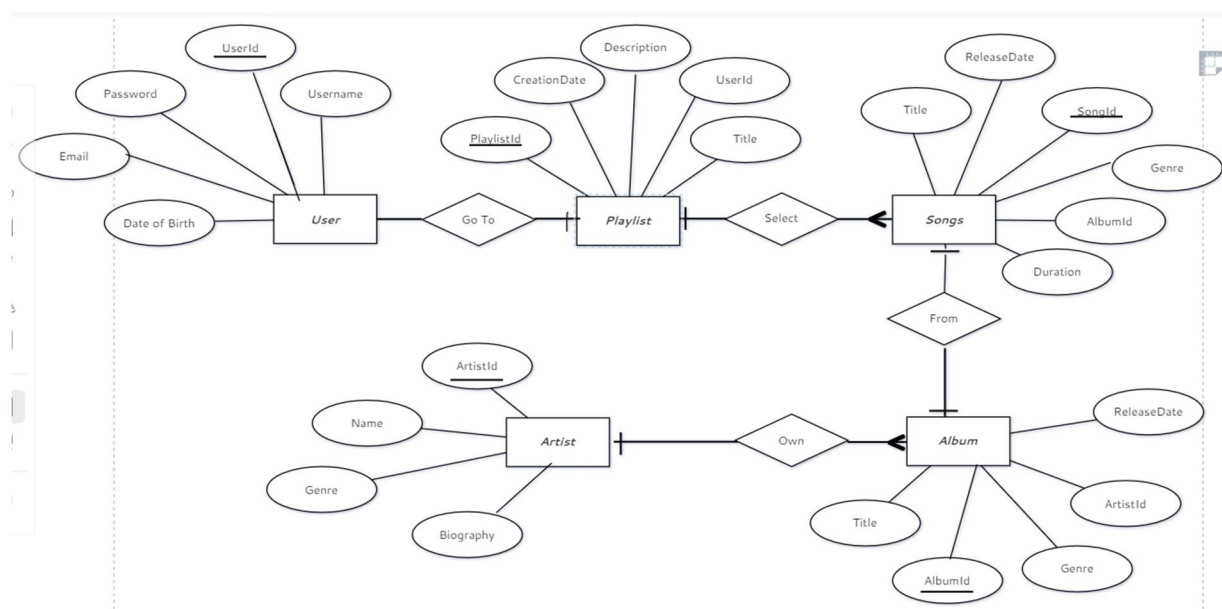 UserId
Password
Username
Email
Date of Birth
User
Go To
Description
CreationDate
UserId
PlaylistId
Title
Playlist
Select
ReleaseDate
Title
SongId
Genre
AlbumId
Duration
Songs
From
ArtistId
Name
Genre
Biography
Artist
Own
Album
ReleaseDate
ArtistId
Title
Genre
AlbumId